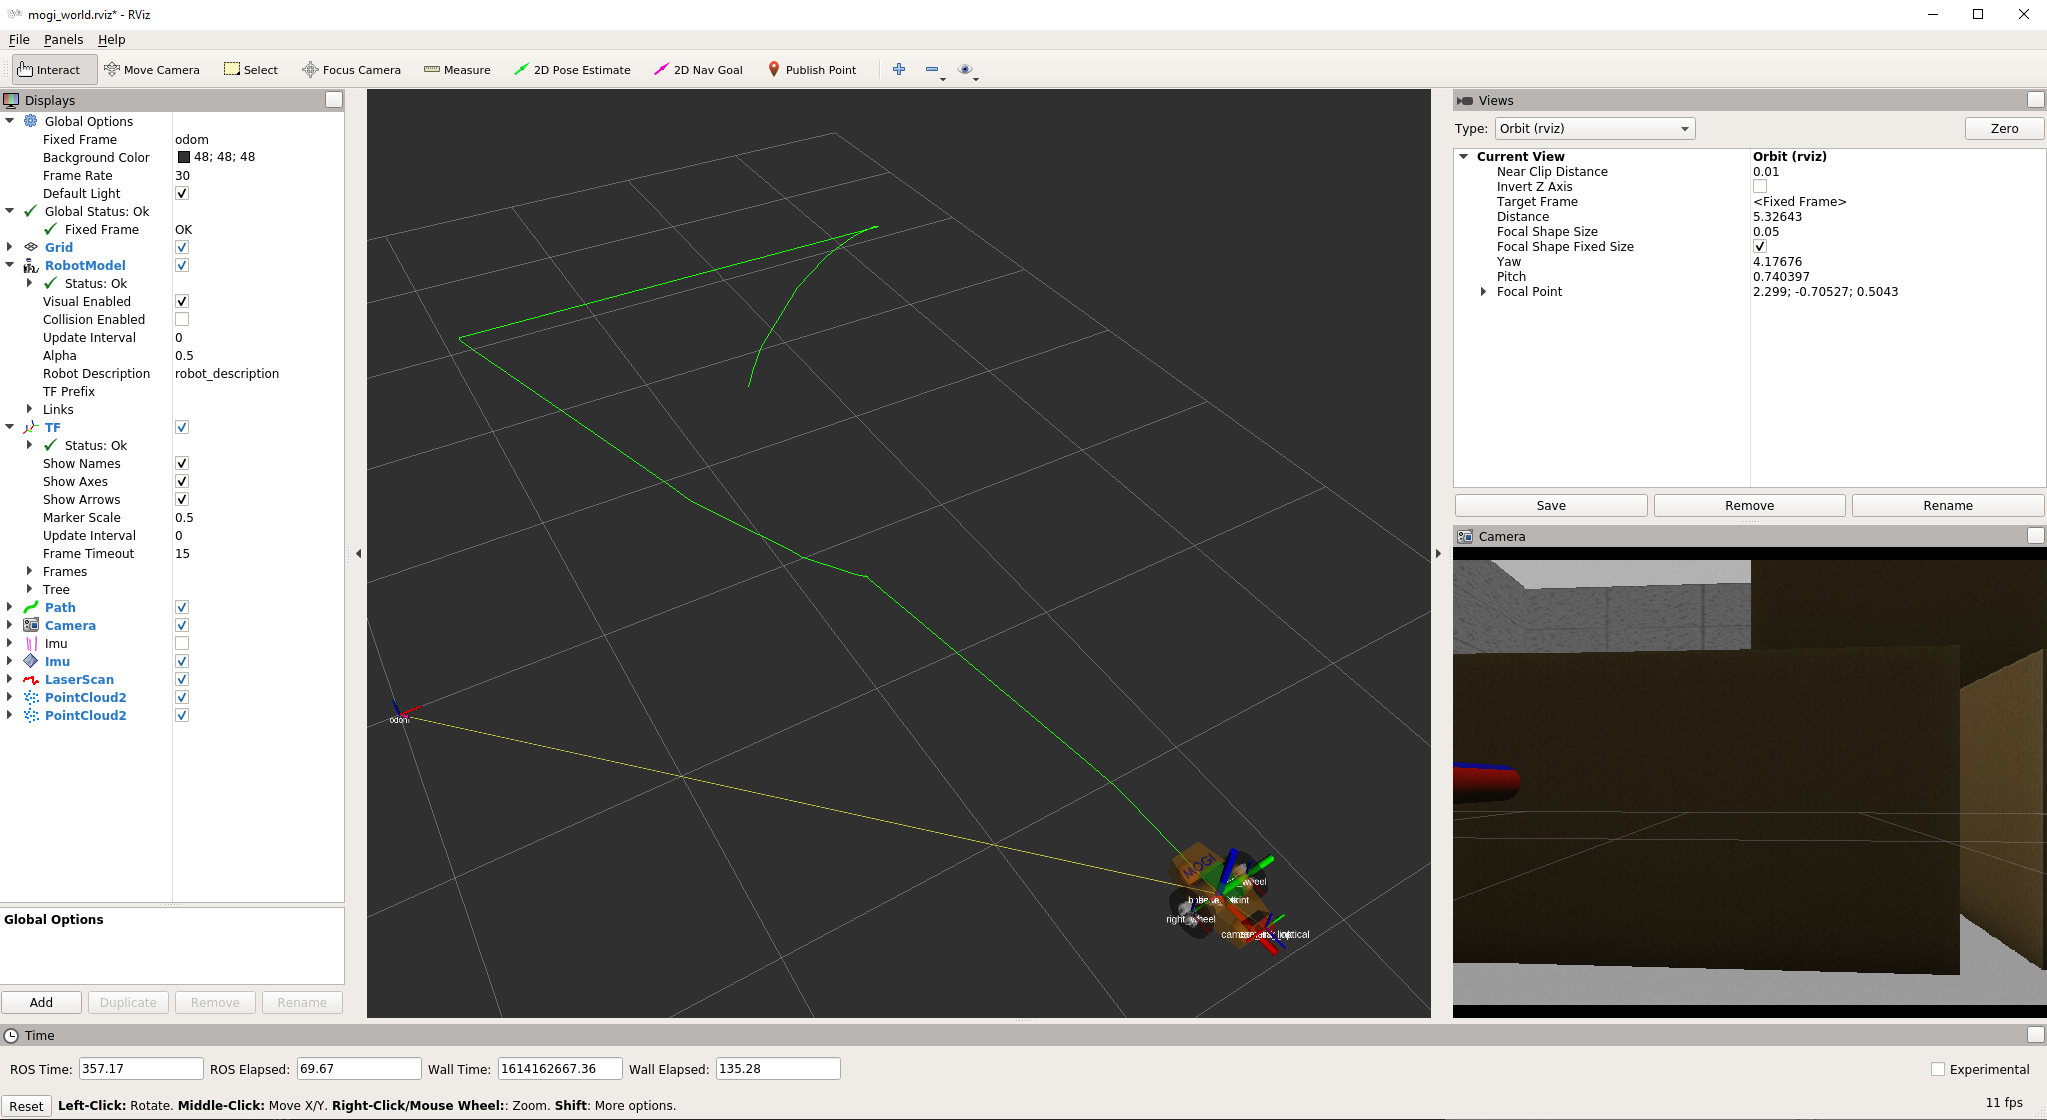 mogi_world.rviz* - RViz
File Panels Help
Interact Move Camera Select Focus Camera Measure 2D Pose Estimate 2D Nav Goal Publish Point
Displays
Global Options
Fixed Frame odom
Background Color 48; 48; 48
Frame Rate 30
Default Light
Global Status: Ok
Fixed Frame OK
Grid
RobotModel
Status: Ok
Visual Enabled
Collision Enabled
Update Interval 0
Alpha 0.5
Robot Description robot_description
TF Prefix
Links
TF
Status: Ok
Show Names
Show Axes
Show Arrows
Marker Scale 0.5
Update Interval 0
Frame Timeout 15
Frames
Tree
Path
Camera
Imu
Imu
LaserScan
PointCloud2
PointCloud2
Global Options
Add Duplicate Remove Rename
odom
MOGI
right_wheel
Views
Type: Orbit (rviz) Zero
Current View Orbit (rviz)
Near Clip Distance 0.01
Invert Z Axis
Target Frame <Fixed Frame>
Distance 5.32643
Focal Shape Size 0.05
Focal Shape Fixed Size
Yaw 4.17676
Pitch 0.740397
Focal Point 2.299; -0.70527; 0.5043
Save Remove Rename
Camera
Time
ROS Time: 357.17 ROS Elapsed: 69.67 Wall Time: 1614162667.36 Wall Elapsed: 135.28 Experimental
Reset Left-Click: Rotate. Middle-Click: Move X/Y. Right-Click/Mouse Wheel:: Zoom. Shift: More options. 11 fps